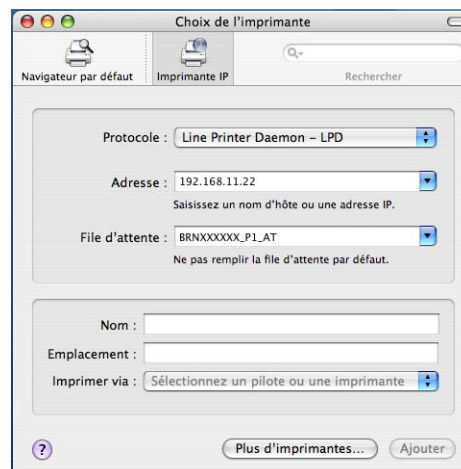 Choix de l'imprimante
Navigateur par défaut
Imprimante IP
Rechercher
Protocole : Line Printer Daemon – LPD
Adresse : 192.168.11.22
Saisissez un nom d'hôte ou une adresse IP.
File d'attente : BRNXXXXXX_P1_AT
Ne pas remplir la file d'attente par défaut.
Nom :
Emplacement :
Imprimer via : Sélectionnez un pilote ou une imprimante
? Plus d'imprimantes... Ajouter